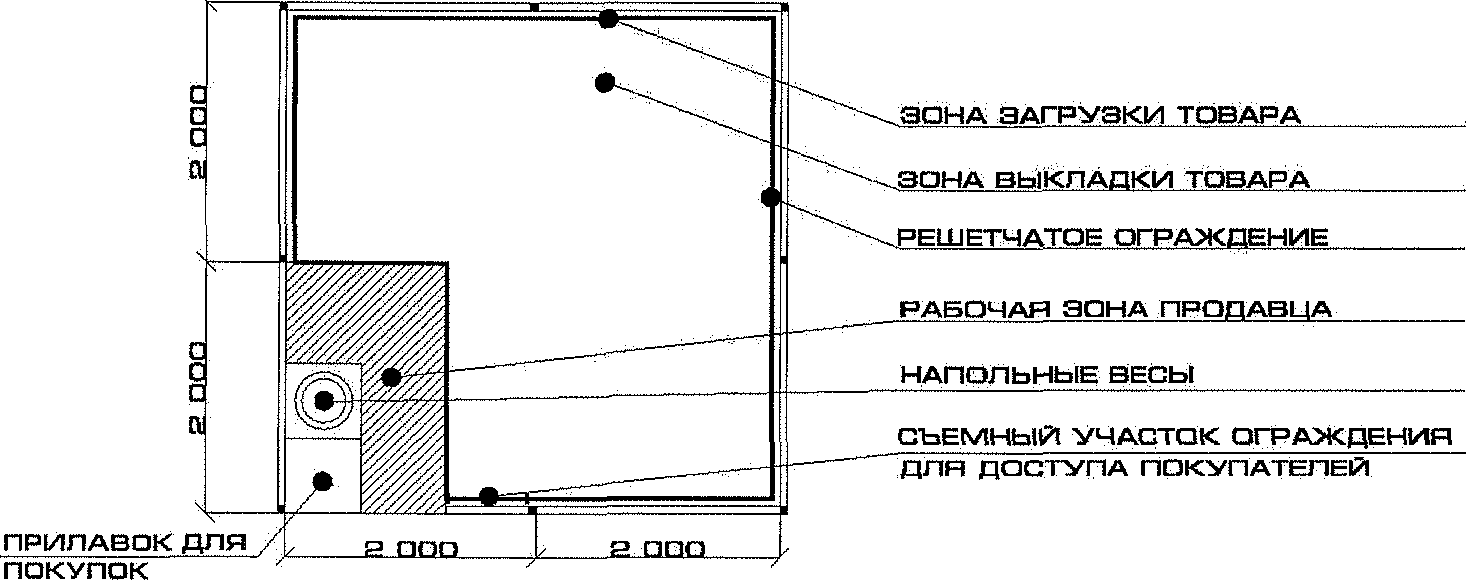 ЗОНА ЗАГРУЗКИ ТОВАРА
ЗОНА ВЫКЛАДКИ ТОВАРА
РЕШЕТЧАТОЕ ОГРАЖДЕНИЕ
РАБОЧАЯ ЗОНА ПРОДАВЦА
НАПОЛЬНЫЕ ВЕСЫ
СЪЕМНЫЙ УЧАСТОК ОГРАЖДЕНИЯ
ДЛЯ ДОСТУПА ПОКУПАТЕЛЕЙ
2 000
2 000
ПРИЛАВОК ДЛЯ
ПОКУПОК
2 000
2 000